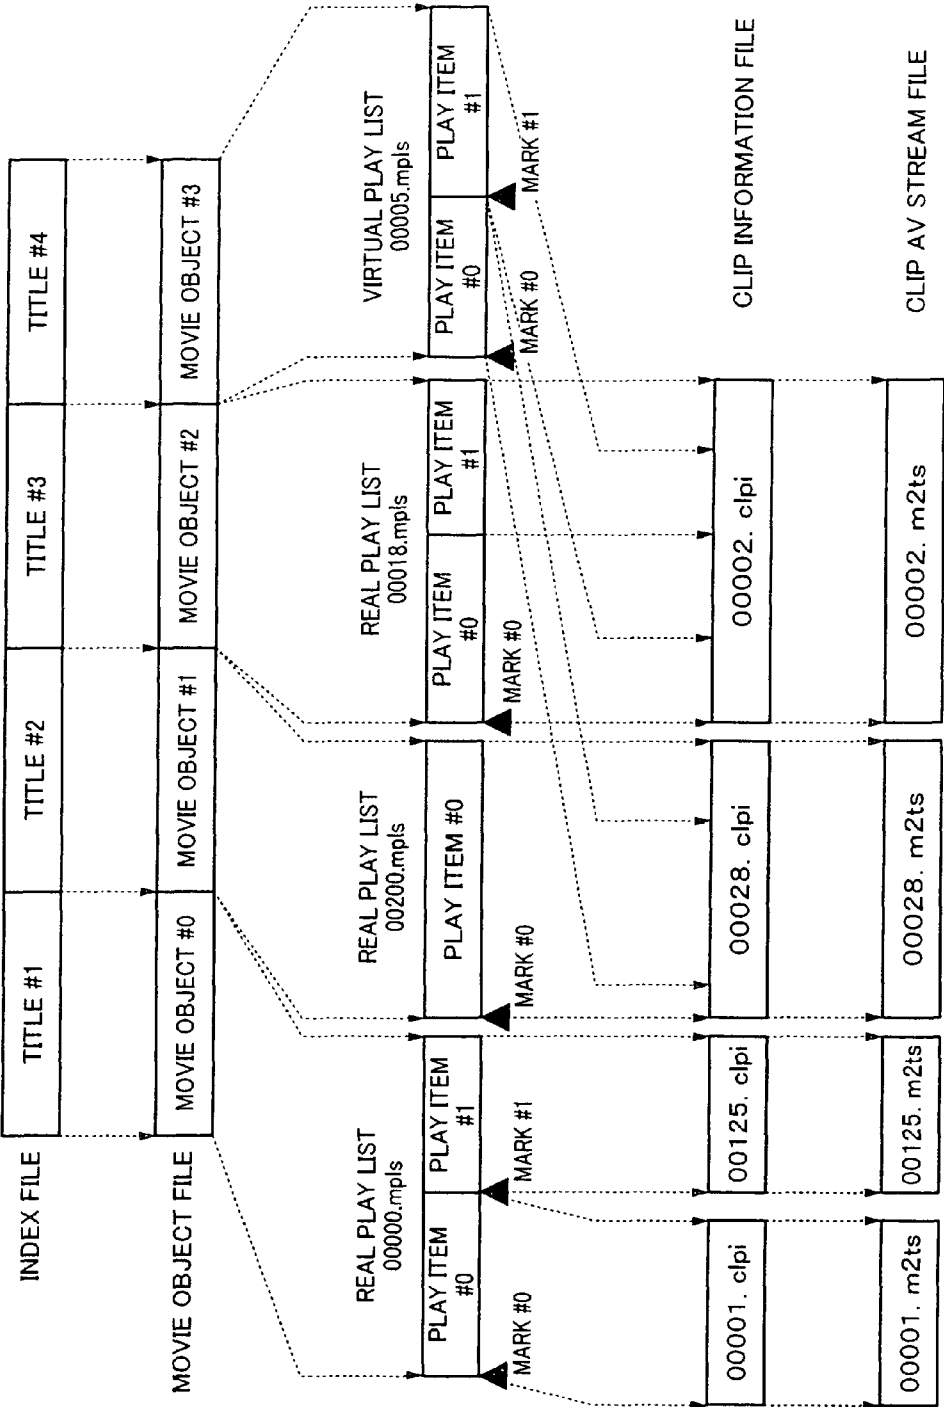 INDEX FILE
TITLE #1
TITLE #2
TITLE #3
TITLE #4
MOVIE OBJECT FILE
MOVIE OBJECT #0
MOVIE OBJECT #1
MOVIE OBJECT #2
MOVIE OBJECT #3
REAL PLAY LIST
00000.mpls
REAL PLAY LIST
00200.mpls
REAL PLAY LIST
00018.mpls
VIRTUAL PLAY LIST
00005.mpls
PLAY ITEM
#0
PLAY ITEM
#1
PLAY ITEM #0
PLAY ITEM
#0
PLAY ITEM
#1
PLAY ITEM
#0
PLAY ITEM
#1
MARK #0
MARK #1
MARK #0
MARK #0
MARK #0
MARK #1
00001. clpi
00125. clpi
00028. clpi
00002. clpi
CLIP INFORMATION FILE
00001. m2ts
00125. m2ts
00028. m2ts
00002. m2ts
CLIP AV STREAM FILE